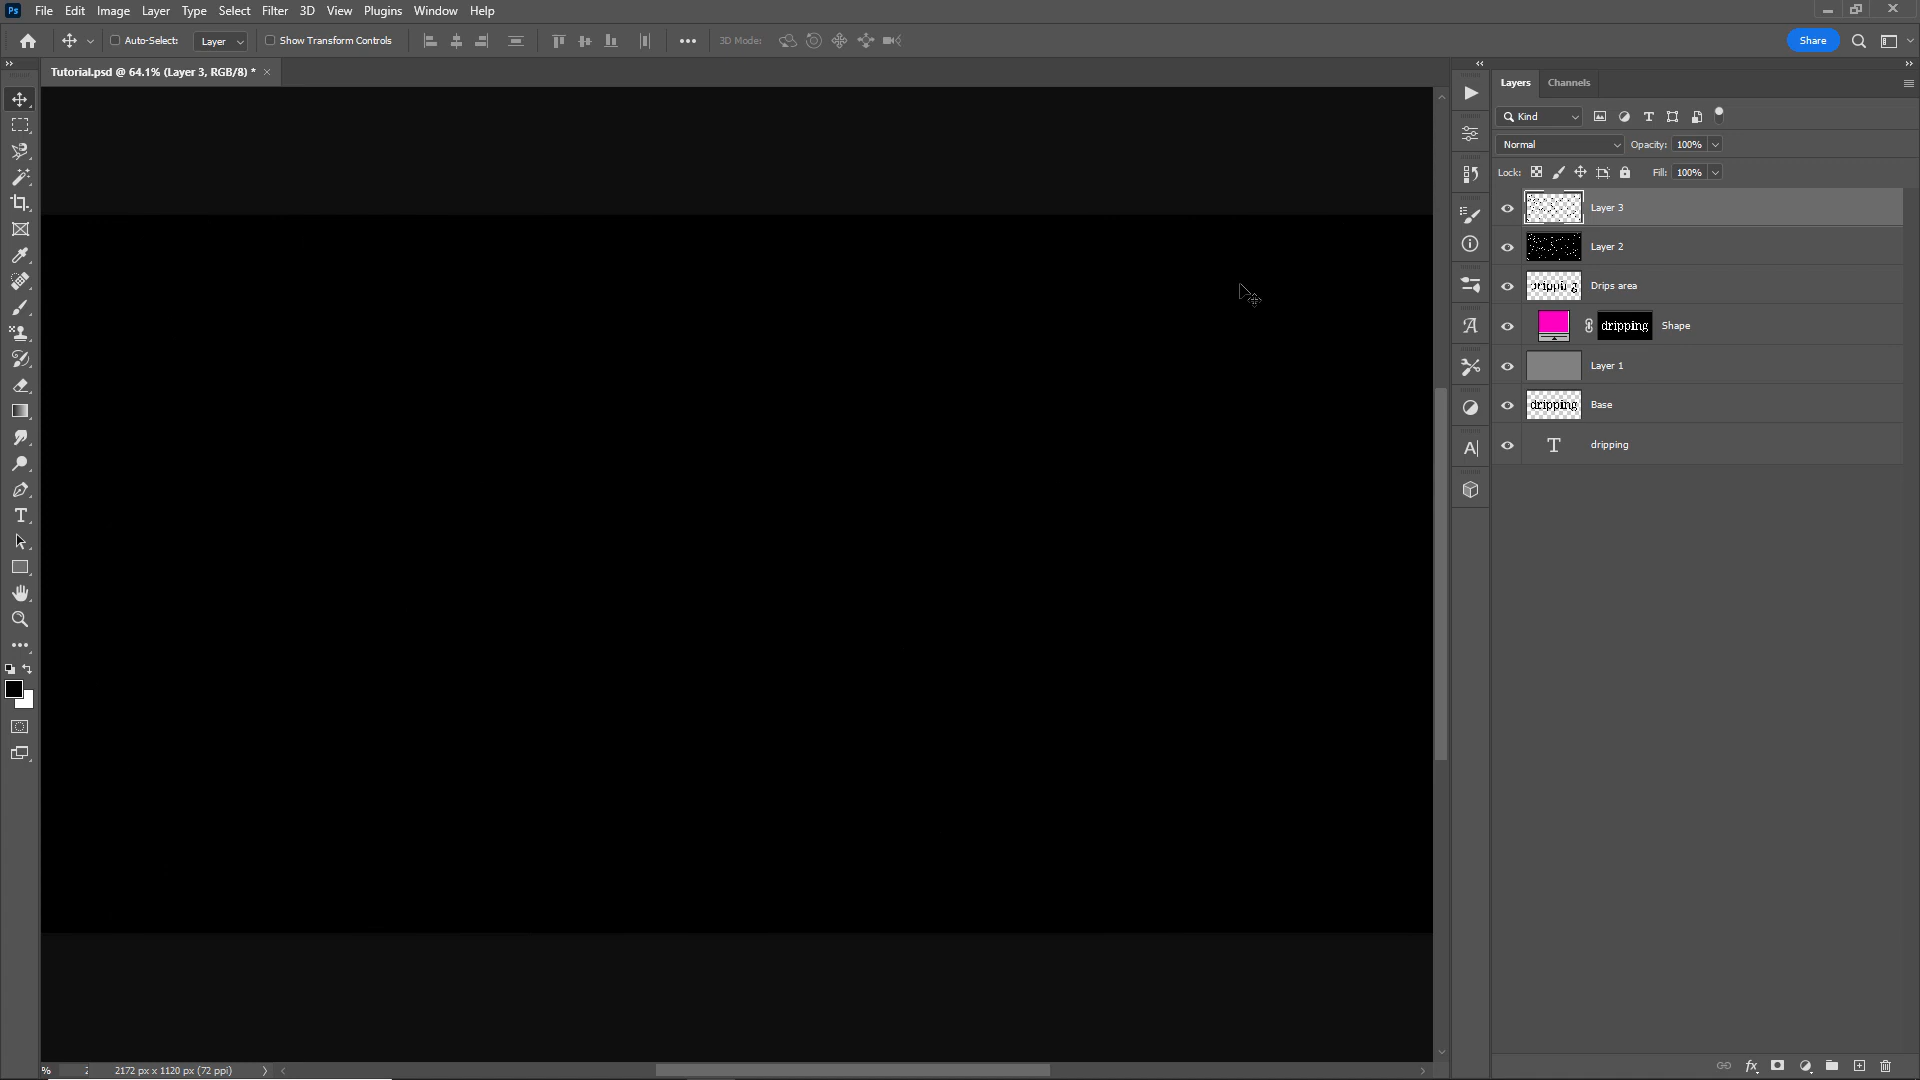 Ps File Edit Image Layer Type Select Filter 3D View Plugins Window Help
Auto-Select: Layer Show Transform Controls 3D Mode: Share
Tutorial.psd @ 64.1% (Layer 3, RGB/8) *
Layers Channels
Kind
Normal Opacity: 100%
Lock: Fill: 100%
Layer 3
Layer 2
dripping Drips area
dripping Shape
Layer 1
dripping Base
T dripping
% 2172 px x 1120 px (72 ppi)
fx